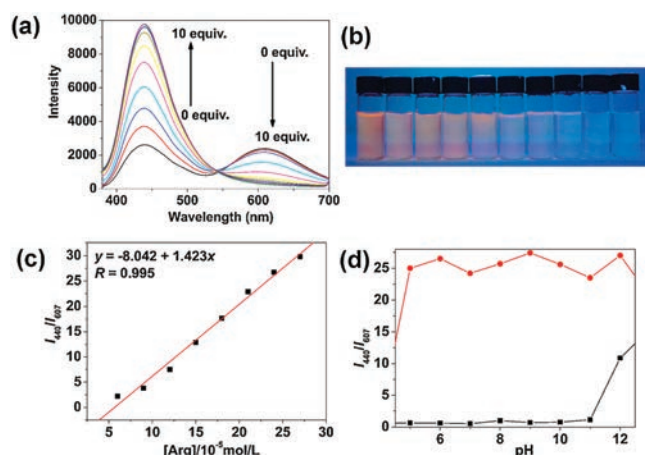 (a)
10000
8000
6000
4000
2000
0
Intensity
10 equiv.
0 equiv.
0 equiv.
10 equiv.
400 500 600 700
Wavelength (nm)
(b)
(c)
30
25
20
15
10
5
0
I440/I607
y = -8.042 + 1.423x
R = 0.995
5 10 15 20 25 30
[Arg]/10-5mol/L
(d)
25
20
15
10
5
0
I440/I607
6 8 10 12
pH